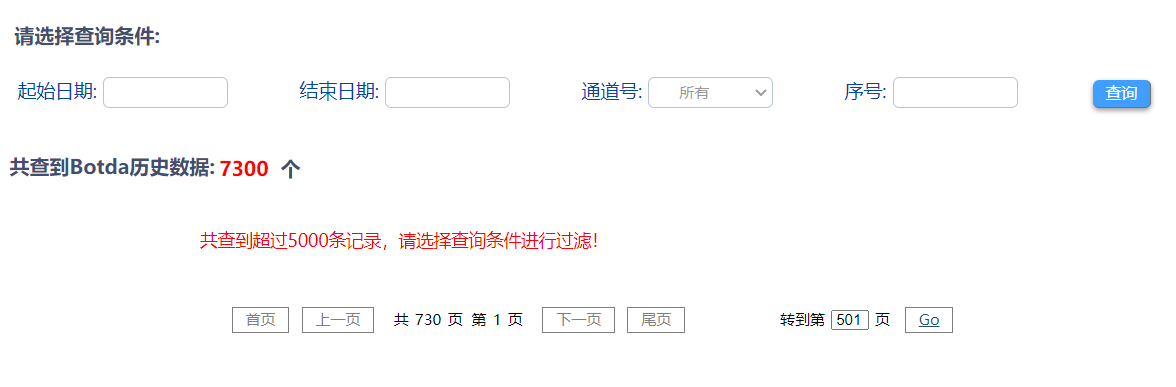 请选择查询条件:
起始日期: 结束日期: 通道号: 所有 序号: 查询
共查到Botda历史数据: 7300 个
共查到超过5000条记录，请选择查询条件进行过滤！
首页 上一页 共 730 页 第 1 页 下一页 尾页 转到第 501 页 Go